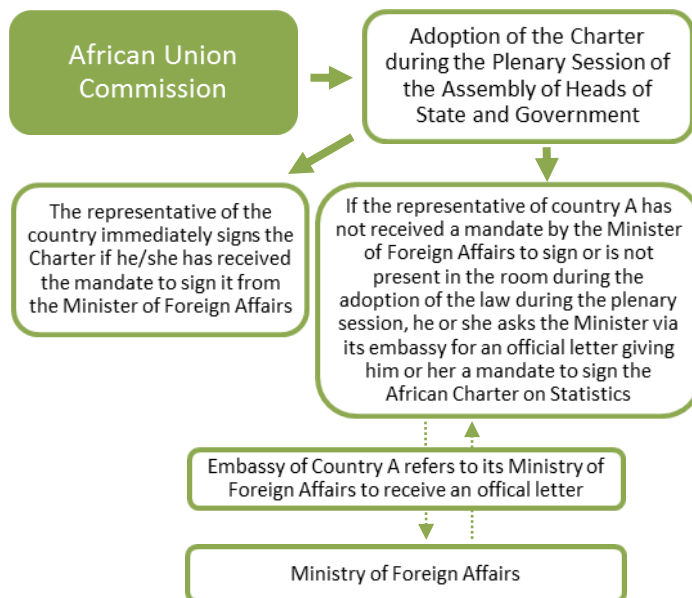 African Union
Commission
Adoption of the Charter
during the Plenary Session of
the Assembly of Heads of
State and Government
The representative of the
country immediately signs the
Charter if he/she has received
the mandate to sign it from
the Minister of Foreign Affairs
If the representative of country A has
not received a mandate by the Minister
of Foreign Affairs to sign or is not
present in the room during the
adoption of the law during the plenary
session, he or she asks the Minister via
its embassy for an official letter giving
him or her a mandate to sign the
African Charter on Statistics
Embassy of Country A refers to its Ministry of
Foreign Affairs to receive an offical letter
Ministry of Foreign Affairs